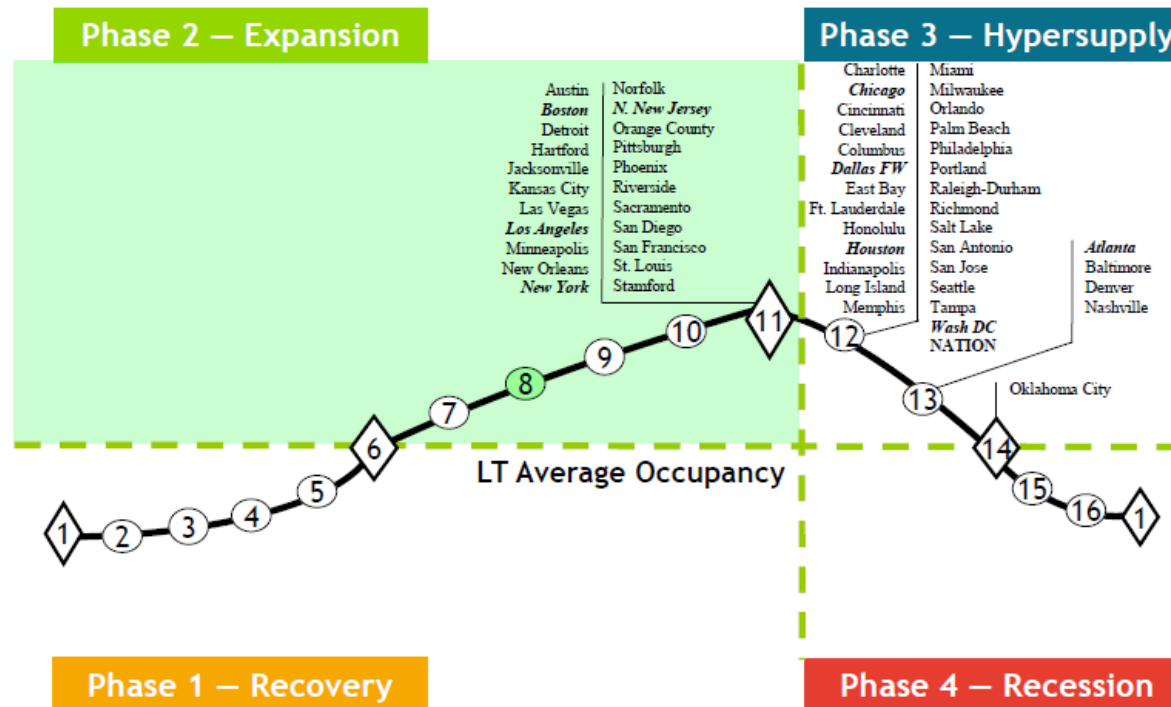 Phase 2 – Expansion
Phase 3 – Hypersupply
Austin
Boston
Detroit
Hartford
Jacksonville
Kansas City
Las Vegas
Los Angeles
Minneapolis
New Orleans
New York
Norfolk
N. New Jersey
Orange County
Pittsburgh
Phoenix
Riverside
Sacramento
San Diego
San Francisco
St. Louis
Stamford
Charlotte
Chicago
Cincinnati
Cleveland
Columbus
Dallas FW
East Bay
Ft. Lauderdale
Honolulu
Houston
Indianapolis
Long Island
Memphis
Miami
Milwaukee
Orlando
Palm Beach
Philadelphia
Portland
Raleigh-Durham
Richmond
Salt Lake
San Antonio
San Jose
Seattle
Tampa
Wash DC
NATION
Atlanta
Baltimore
Denver
Nashville
Oklahoma City
1
2
3
4
5
6
7
8
9
10
11
12
13
14
15
16
1
LT Average Occupancy
Phase 1 – Recovery
Phase 4 – Recession